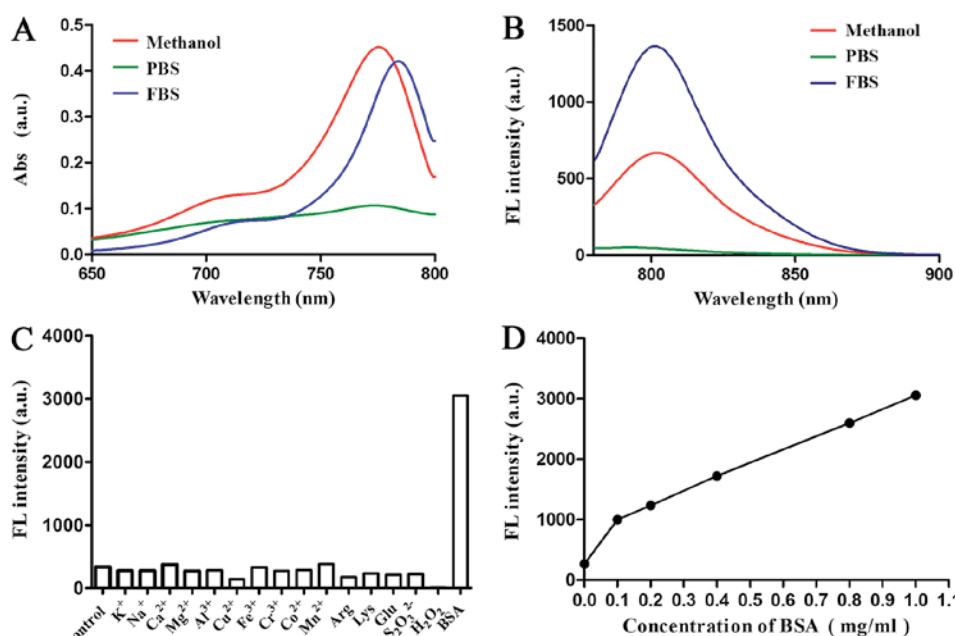 A
0.5
0.4
0.3
0.2
0.1
0.0
650
700
750
800
Abs (a.u.)
Wavelength (nm)
Methanol
PBS
FBS
B
1500
1000
500
0
800
850
900
FL intensity (a.u.)
Wavelength (nm)
Methanol
PBS
FBS
C
4000
3000
2000
1000
0
FL intensity (a.u.)
ontrol
K⁺
Na⁺
Ca²⁺
Mg²⁺
Al³⁺
Cu²⁺
Fe³⁺
Cr³⁺
Co²⁺
Mn²⁺
Arg
Lys
Glu
S₂O₃²⁻
H₂O₂
BSA
D
4000
3000
2000
1000
0
0.0 0.1 0.2 0.3 0.4 0.5 0.6 0.7 0.8 0.9 1.0 1.1
FL intensity (a.u.)
Concentration of BSA ( mg/ml )